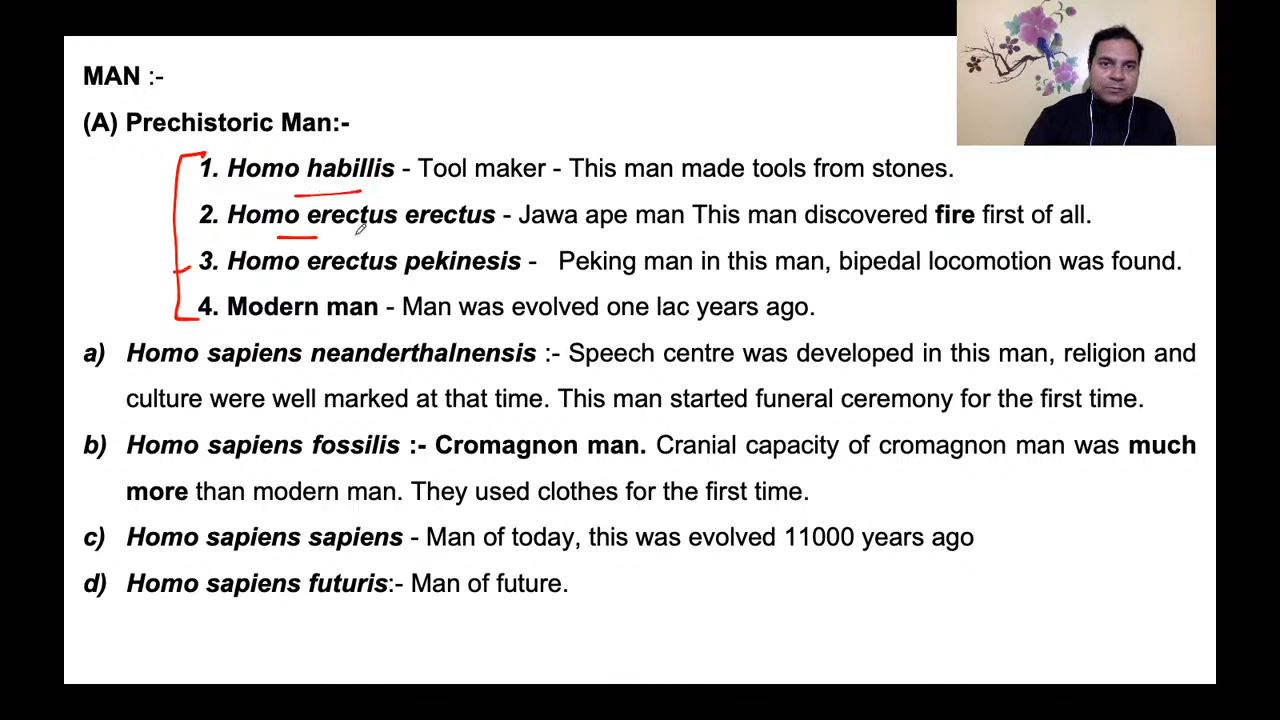 MAN :-
(A) Prechistoric Man:-
1. Homo habillis - Tool maker - This man made tools from stones.
2. Homo erectus erectus - Jawa ape man This man discovered fire first of all.
3. Homo erectus pekinesis - Peking man in this man, bipedal locomotion was found.
4. Modern man - Man was evolved one lac years ago.
a) Homo sapiens neanderthalnensis :- Speech centre was developed in this man, religion and
culture were well marked at that time. This man started funeral ceremony for the first time.
b) Homo sapiens fossilis :- Cromagnon man. Cranial capacity of cromagnon man was much
more than modern man. They used clothes for the first time.
c) Homo sapiens sapiens - Man of today, this was evolved 11000 years ago
d) Homo sapiens futuris:- Man of future.